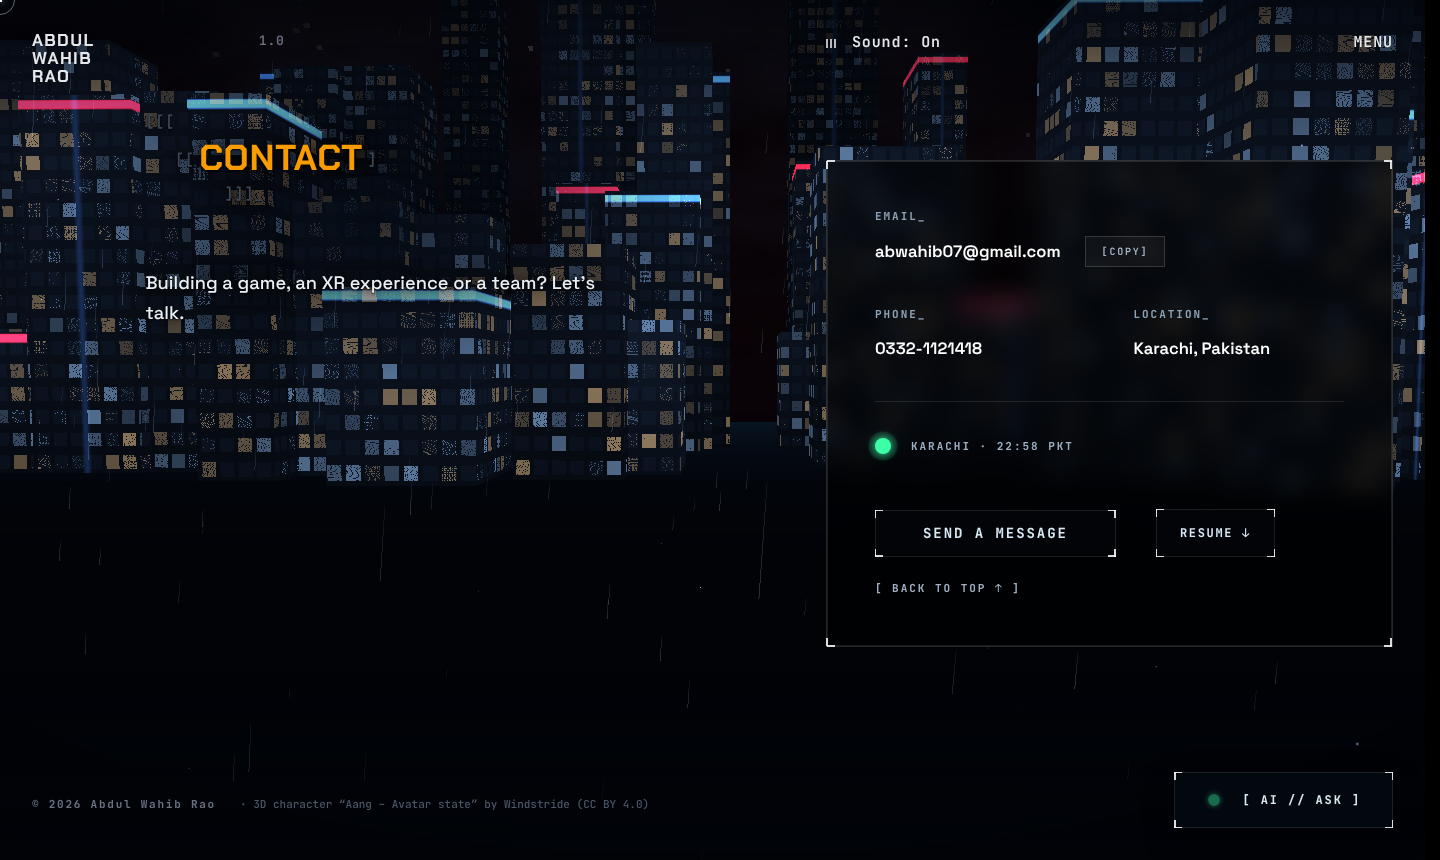 ABDUL
WAHIB
RAO
1.0
Sound: On
MENU
[[[
[[ CONTACT ]
]]]
Building a game, an XR experience or a team? Let's
talk.
EMAIL_
abwahib07@gmail.com [COPY]
PHONE_ LOCATION_
0332-1121418 Karachi, Pakistan
KARACHI · 22:58 PKT
SEND A MESSAGE RESUME ↓
[ BACK TO TOP ↑ ]
© 2026 Abdul Wahib Rao · 3D character “Aang – Avatar state” by Windstride (CC BY 4.0)
[ AI // ASK ]